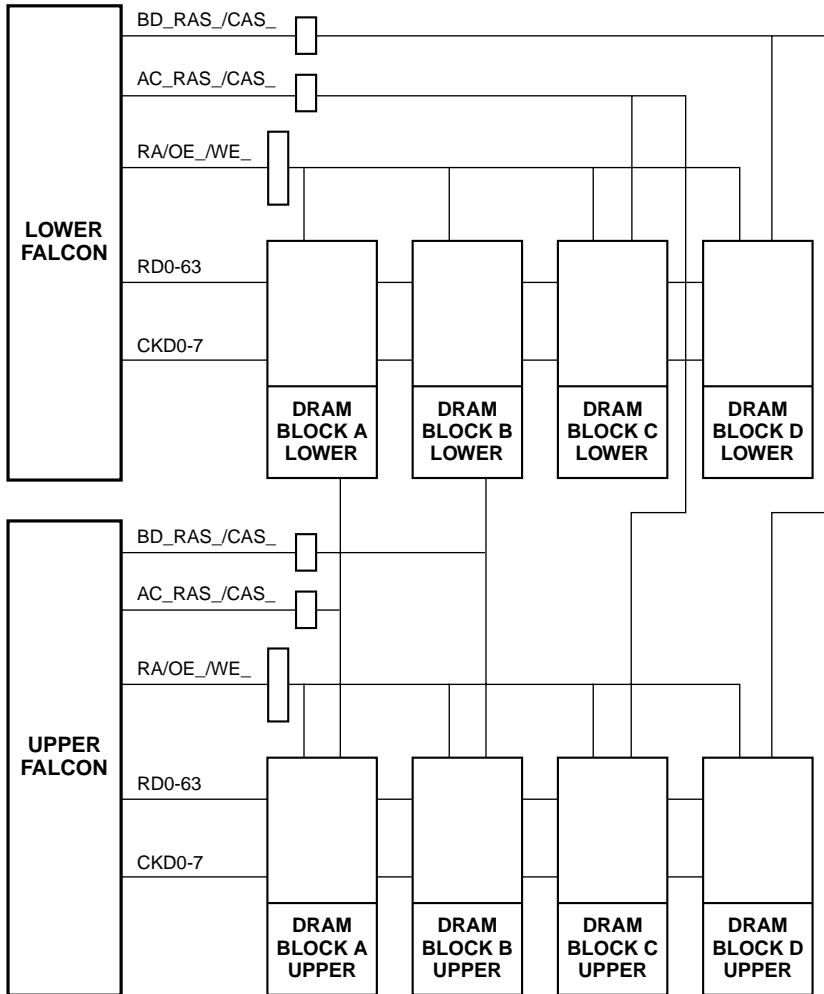 BD_RAS_/CAS_
AC_RAS_/CAS_
RA/OE_/WE_
LOWER
FALCON
RD0-63
CKD0-7
DRAM
BLOCK A
LOWER
DRAM
BLOCK B
LOWER
DRAM
BLOCK C
LOWER
DRAM
BLOCK D
LOWER
BD_RAS_/CAS_
AC_RAS_/CAS_
RA/OE_/WE_
UPPER
FALCON
RD0-63
CKD0-7
DRAM
BLOCK A
UPPER
DRAM
BLOCK B
UPPER
DRAM
BLOCK C
UPPER
DRAM
BLOCK D
UPPER